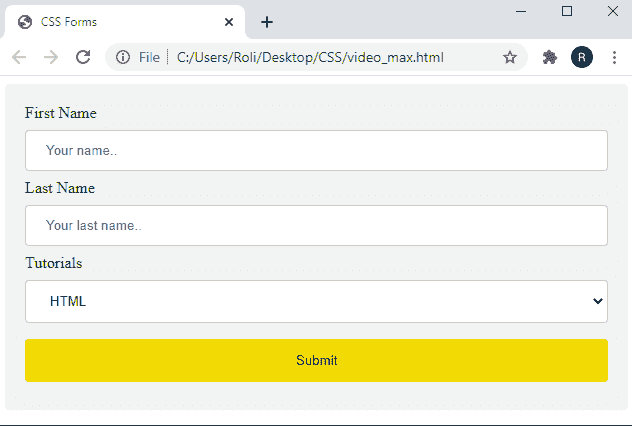 CSS Forms
File C:/Users/Roli/Desktop/CSS/video_max.html R
First Name
Your name..
Last Name
Your last name..
Tutorials
HTML
Submit